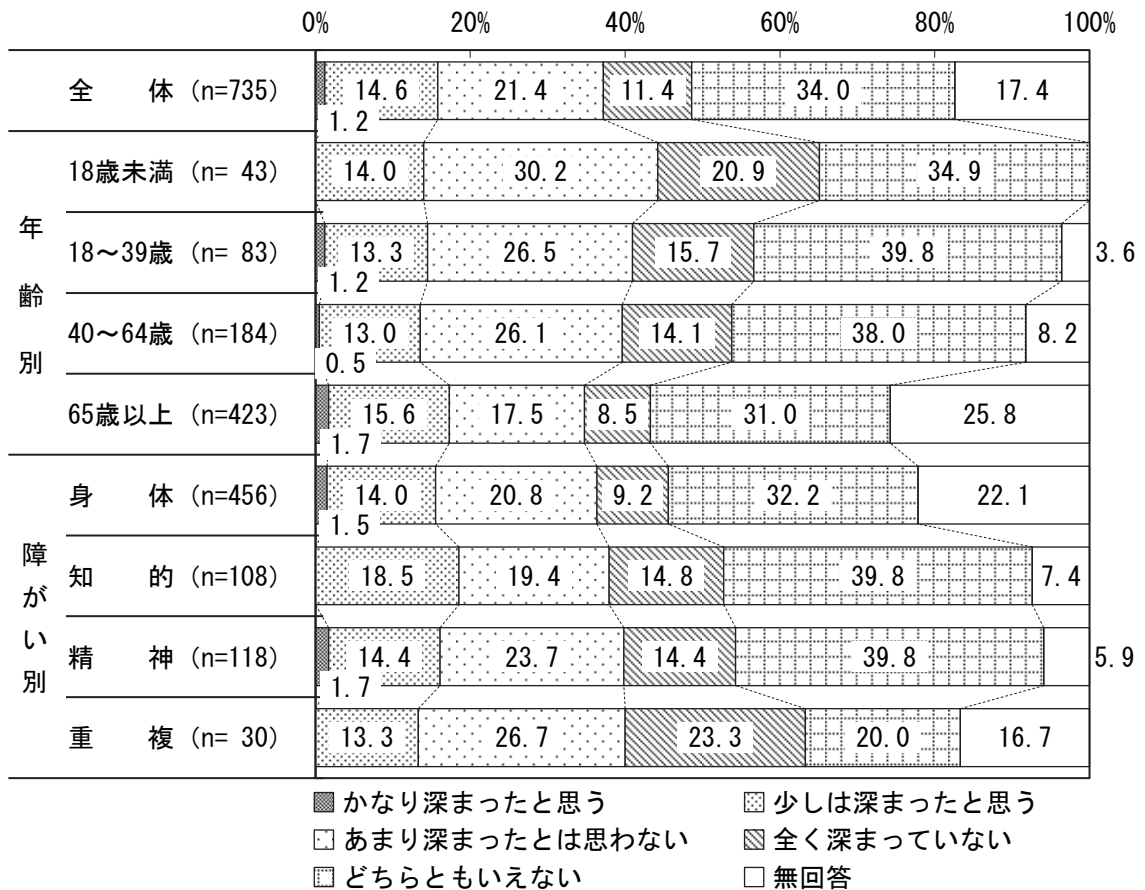 0% 20% 40% 60% 80% 100%
全 体 (n=735) 14.6 21.4 11.4 34.0 17.4
1.2
年齢別
18歳未満 (n= 43) 14.0 30.2 20.9 34.9
18～39歳 (n= 83) 13.3 26.5 15.7 39.8 3.6
1.2
40～64歳 (n=184) 13.0 26.1 14.1 38.0 8.2
0.5
65歳以上 (n=423) 15.6 17.5 8.5 31.0 25.8
1.7
障がい別
身 体 (n=456) 14.0 20.8 9.2 32.2 22.1
1.5
知 的 (n=108) 18.5 19.4 14.8 39.8 7.4
精 神 (n=118) 14.4 23.7 14.4 39.8 5.9
1.7
重 複 (n= 30) 13.3 26.7 23.3 20.0 16.7
かなり深まったと思う 少しは深まったと思う
あまり深まったとは思わない 全く深まっていない
どちらともいえない 無回答